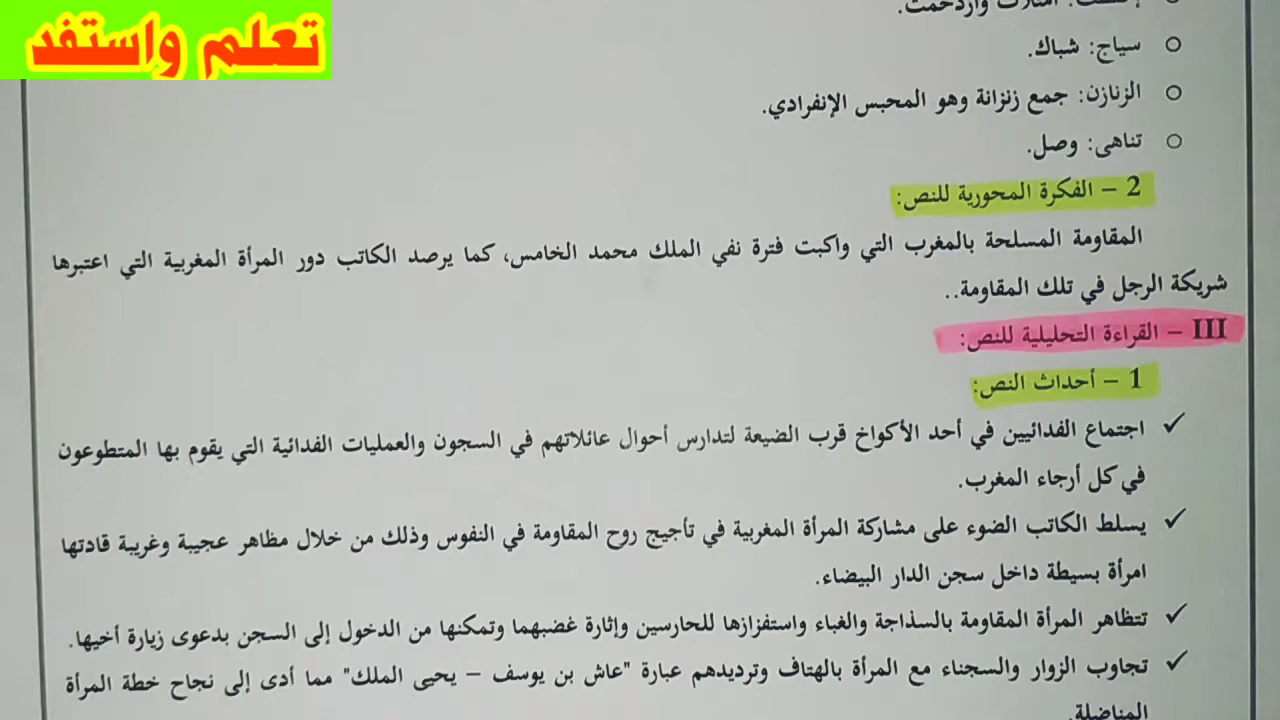 تعلم واستفد
امتلأت وازدحمت.
سياج: شباك.
الزنازن: جمع زنزانة وهو المحبس الإنفرادي.
تناهى: وصل.
2 – الفكرة المحورية للنص:
المقاومة المسلحة بالمغرب التي واكبت فترة نفي الملك محمد الخامس، كما يرصد الكاتب دور المرأة المغربية التي اعتبرها
شريكة الرجل في تلك المقاومة..
III – القراءة التحليلية للنص:
1 – أحداث النص:
✓ اجتماع الفدائيين في أحد الأكواخ قرب الضيعة لتدارس أحوال عائلاتهم في السجون والعمليات الفدائية التي يقوم بها المتطوعون
في كل أرجاء المغرب.
✓ يسلط الكاتب الضوء على مشاركة المرأة المغربية في تأجيج روح المقاومة في النفوس وذلك من خلال مظاهر عجيبة وغريبة قادتها
امرأة بسيطة داخل سجن الدار البيضاء.
✓ تتظاهر المرأة المقاومة بالسذاجة والغباء واستفزازها للحارسين وإثارة غضبهما وتمكنها من الدخول إلى السجن بدعوى زيارة أخيها.
✓ تجاوب الزوار والسجناء مع المرأة بالهتاف وترديدهم عبارة "عاش بن يوسف – يحيى الملك" مما أدى إلى نجاح خطة المرأة
المناضلة.